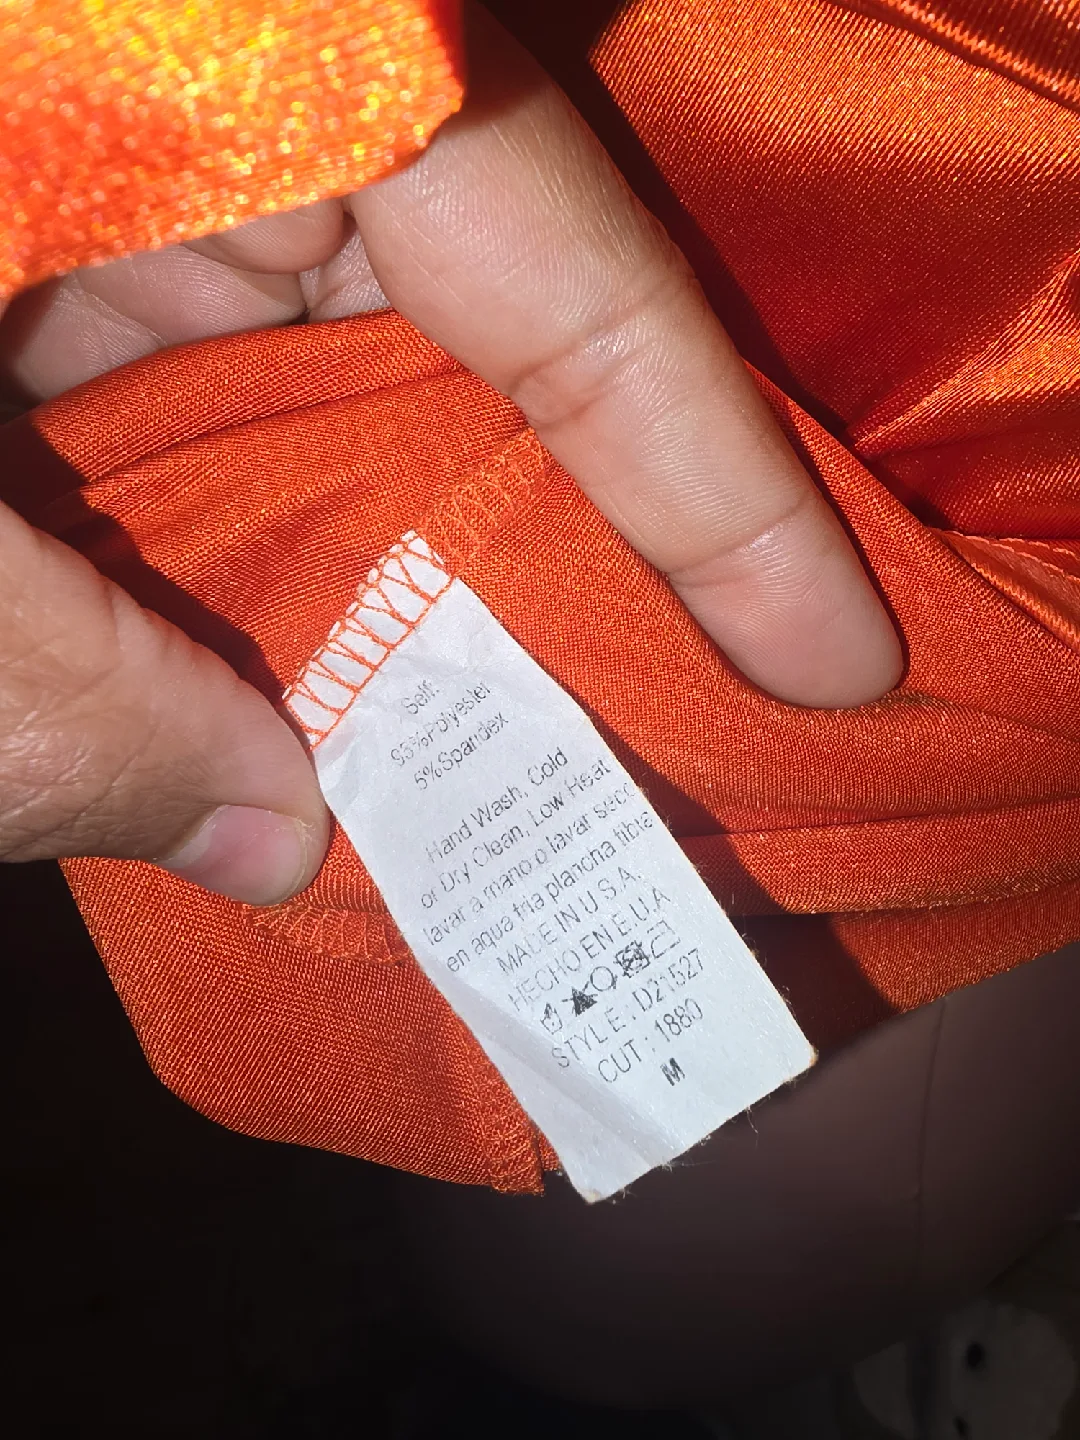 Self:
95%Polyester
5%Spandex
Hand Wash, Cold
or Dry Clean, Low Heat
lavar a mano o lavar seco
en aqua fria plancha tibia
MADE IN U.S.A.
HECHO EN E.U.A
STYLE : D21527
CUT : 1880
M